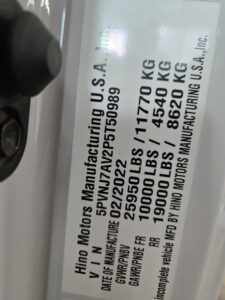 Hino Motors Manufacturing U.S.A., Inc.
VIN 5PVNJ7AV2P5T50989
DATE OF MANUFACTURE 02/2022
GVWR/PNBV 25950 LBS / 11770 KG
GAWR/PNBE FR 10000 LBS / 4540 KG
RR 19000 LBS / 8620 KG
incomplete vehicle MFD BY HINO MOTORS MANUFACTURING U.S.A., Inc.